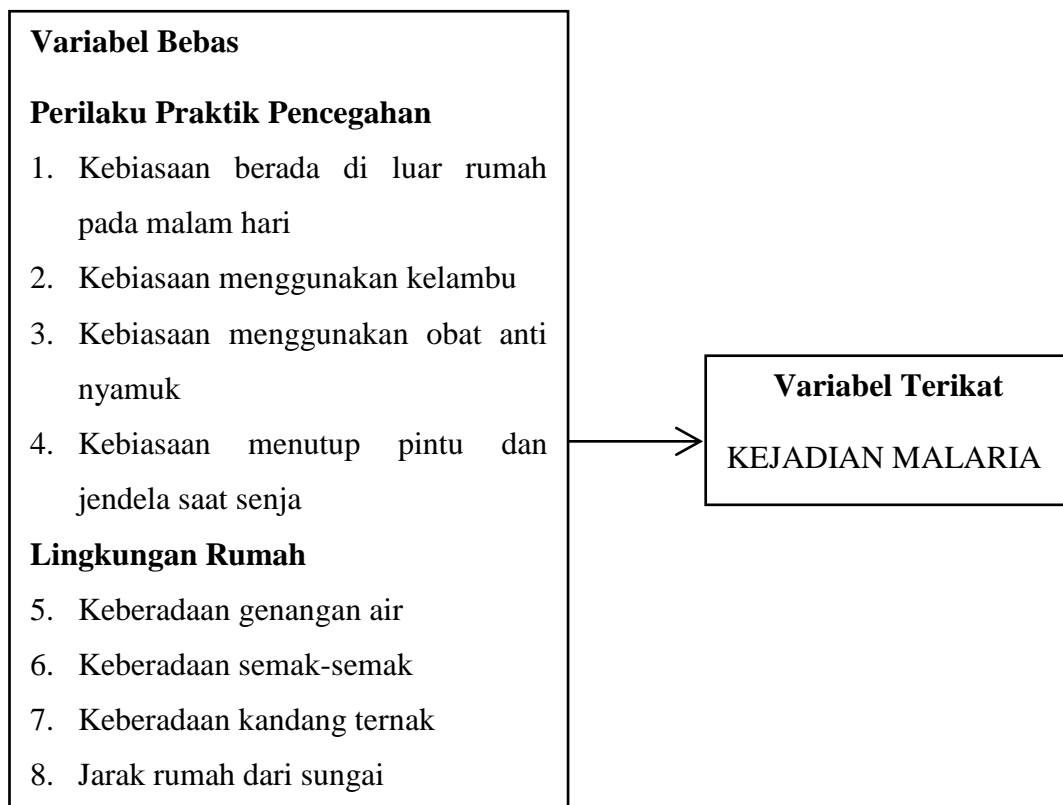 Variabel Bebas
Perilaku Praktik Pencegahan
1. Kebiasaan berada di luar rumah
pada malam hari
2. Kebiasaan menggunakan kelambu
3. Kebiasaan menggunakan obat anti
nyamuk
4. Kebiasaan menutup pintu dan
jendela saat senja
Lingkungan Rumah
5. Keberadaan genangan air
6. Keberadaan semak-semak
7. Keberadaan kandang ternak
8. Jarak rumah dari sungai
Variabel Terikat
KEJADIAN MALARIA